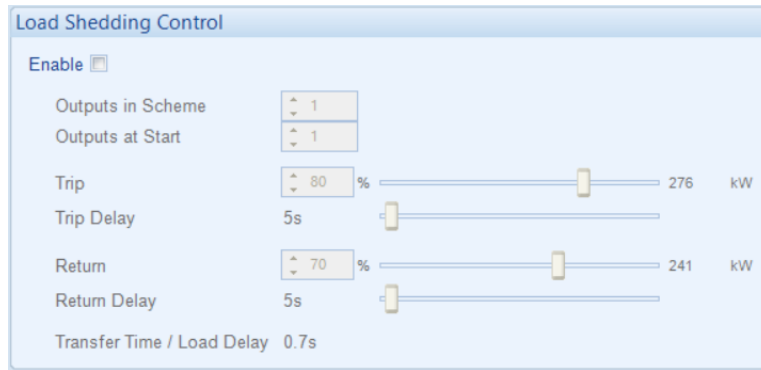 Load Shedding Control
Enable
Outputs in Scheme 1
Outputs at Start 1
Trip 80 % 276 kW
Trip Delay 5s
Return 70 % 241 kW
Return Delay 5s
Transfer Time / Load Delay 0.7s